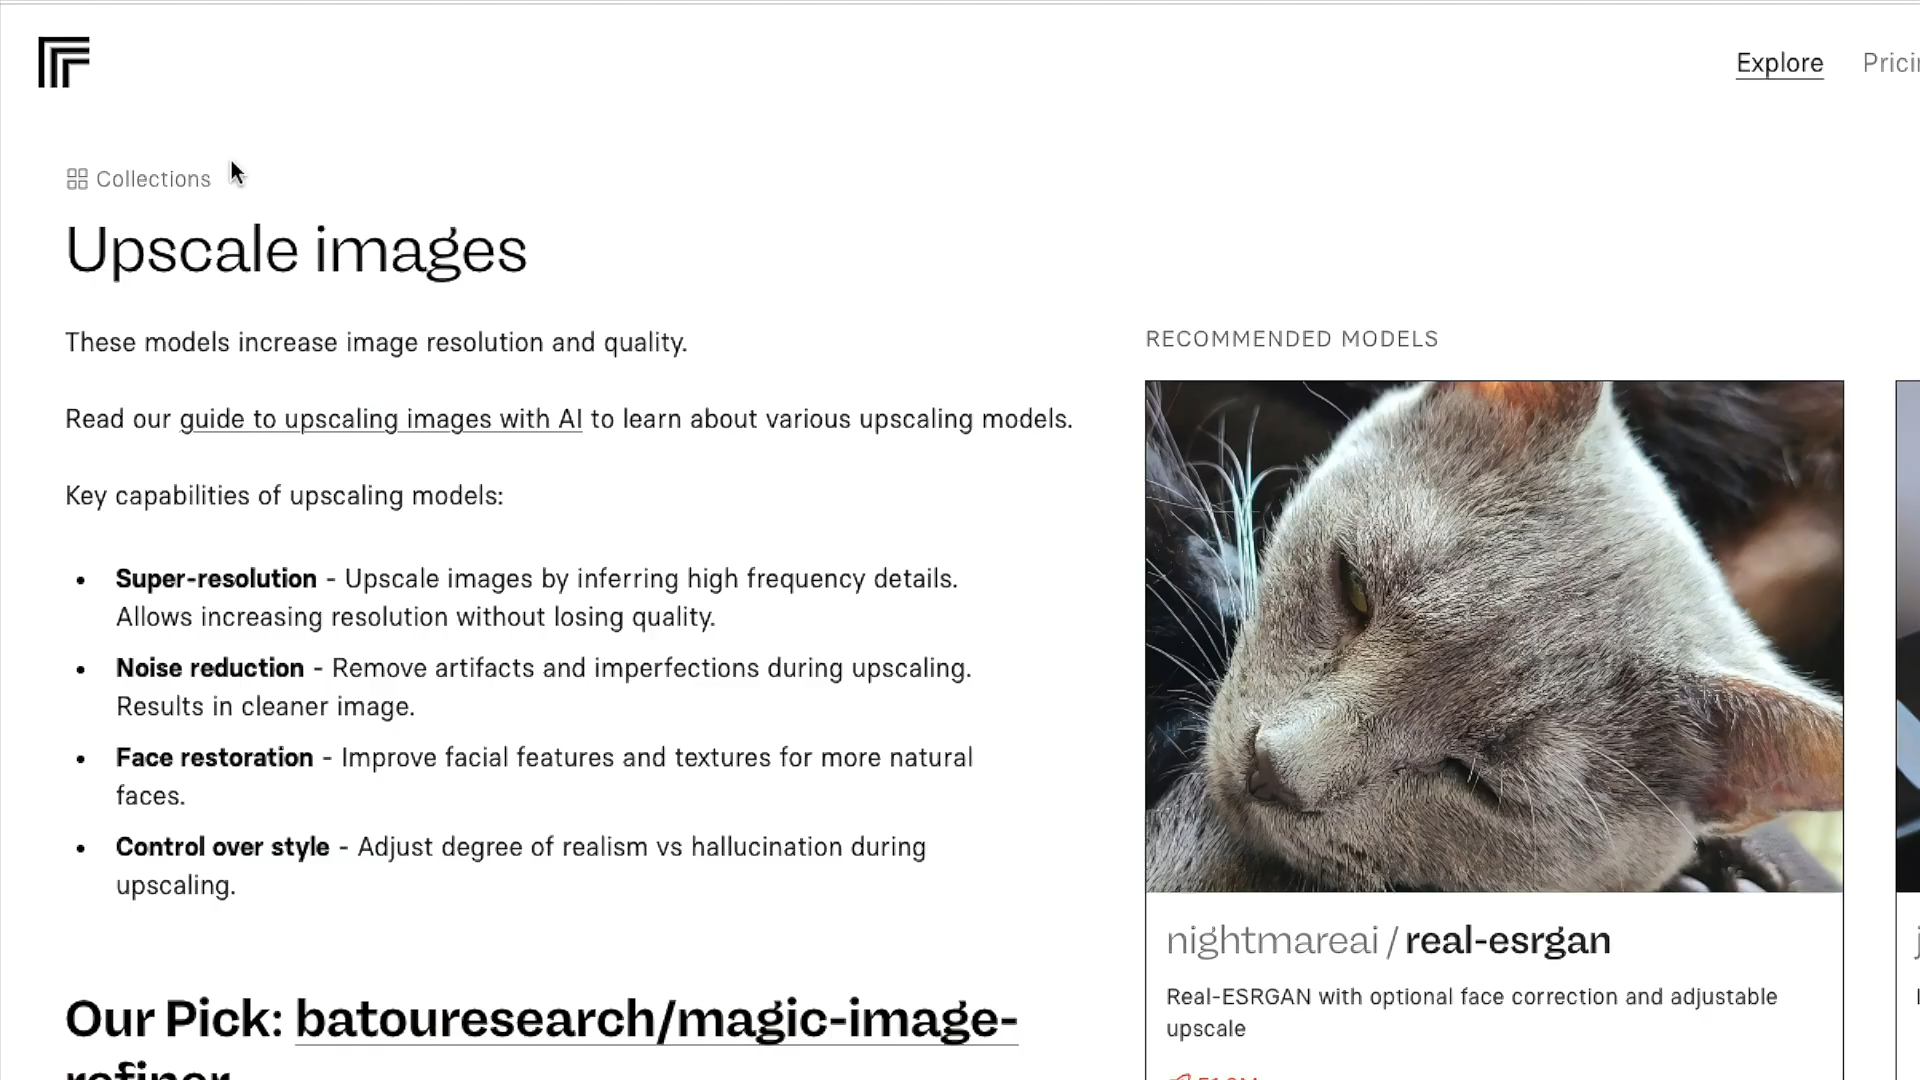 Explore
Collections
Upscale images
These models increase image resolution and quality.
Read our guide to upscaling images with AI to learn about various upscaling models.
Key capabilities of upscaling models:
• Super-resolution - Upscale images by inferring high frequency details.
Allows increasing resolution without losing quality.
• Noise reduction - Remove artifacts and imperfections during upscaling.
Results in cleaner image.
• Face restoration - Improve facial features and textures for more natural
faces.
• Control over style - Adjust degree of realism vs hallucination during
upscaling.
Our Pick: batouresearch/magic-image-
refiner
RECOMMENDED MODELS
nightmareai / real-esrgan
Real-ESRGAN with optional face correction and adjustable
upscale